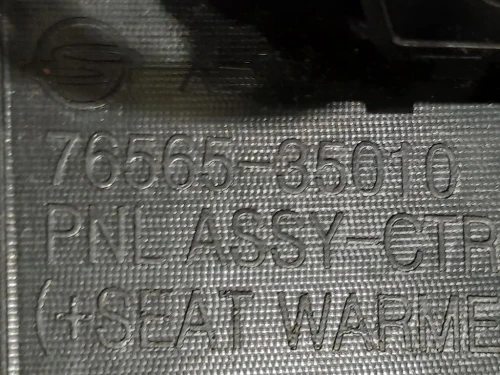 76565-35010
PNL ASSY-CTR
(+SEAT WARME